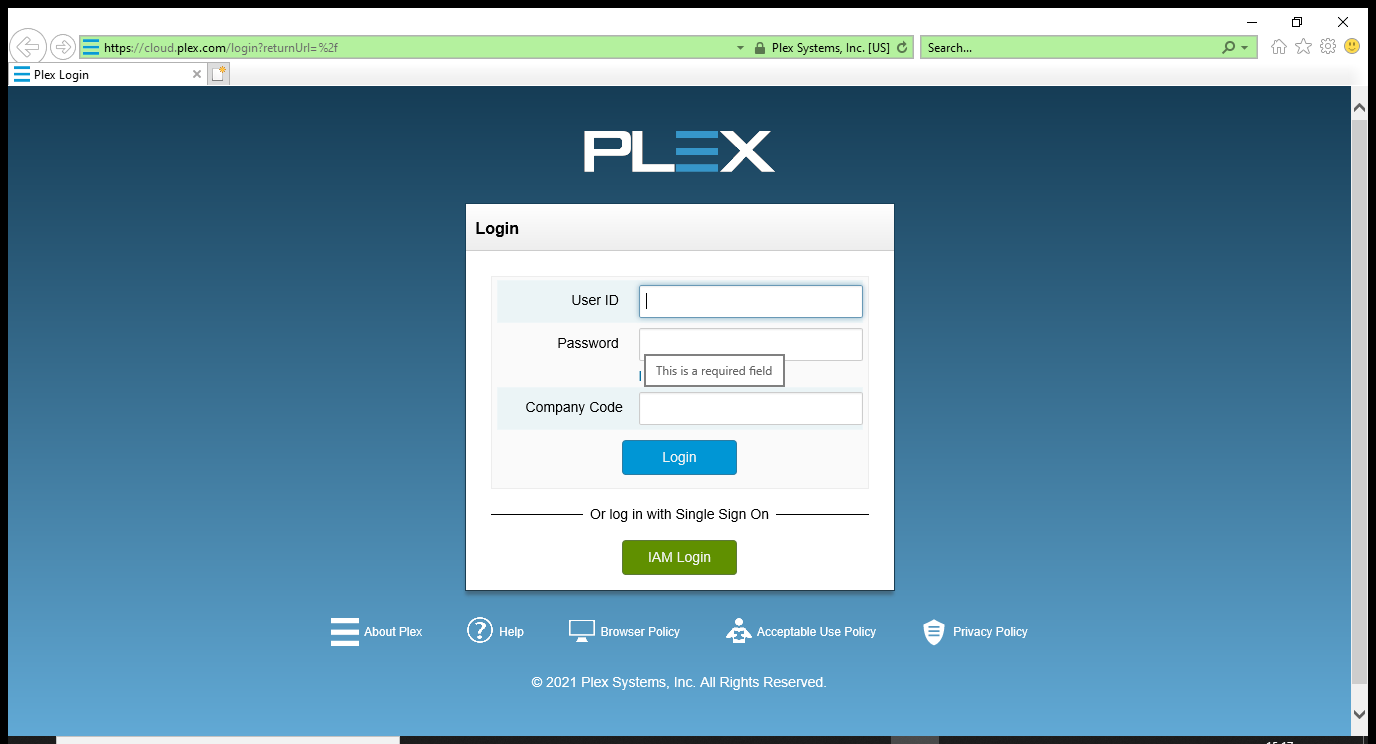 https://cloud.plex.com/login?returnUrl=%2f
Plex Systems, Inc. [US]
Search...
Plex Login
PLEX
Login
User ID
Password
This is a required field
Company Code
Login
Or log in with Single Sign On
IAM Login
About Plex
Help
Browser Policy
Acceptable Use Policy
Privacy Policy
© 2021 Plex Systems, Inc. All Rights Reserved.